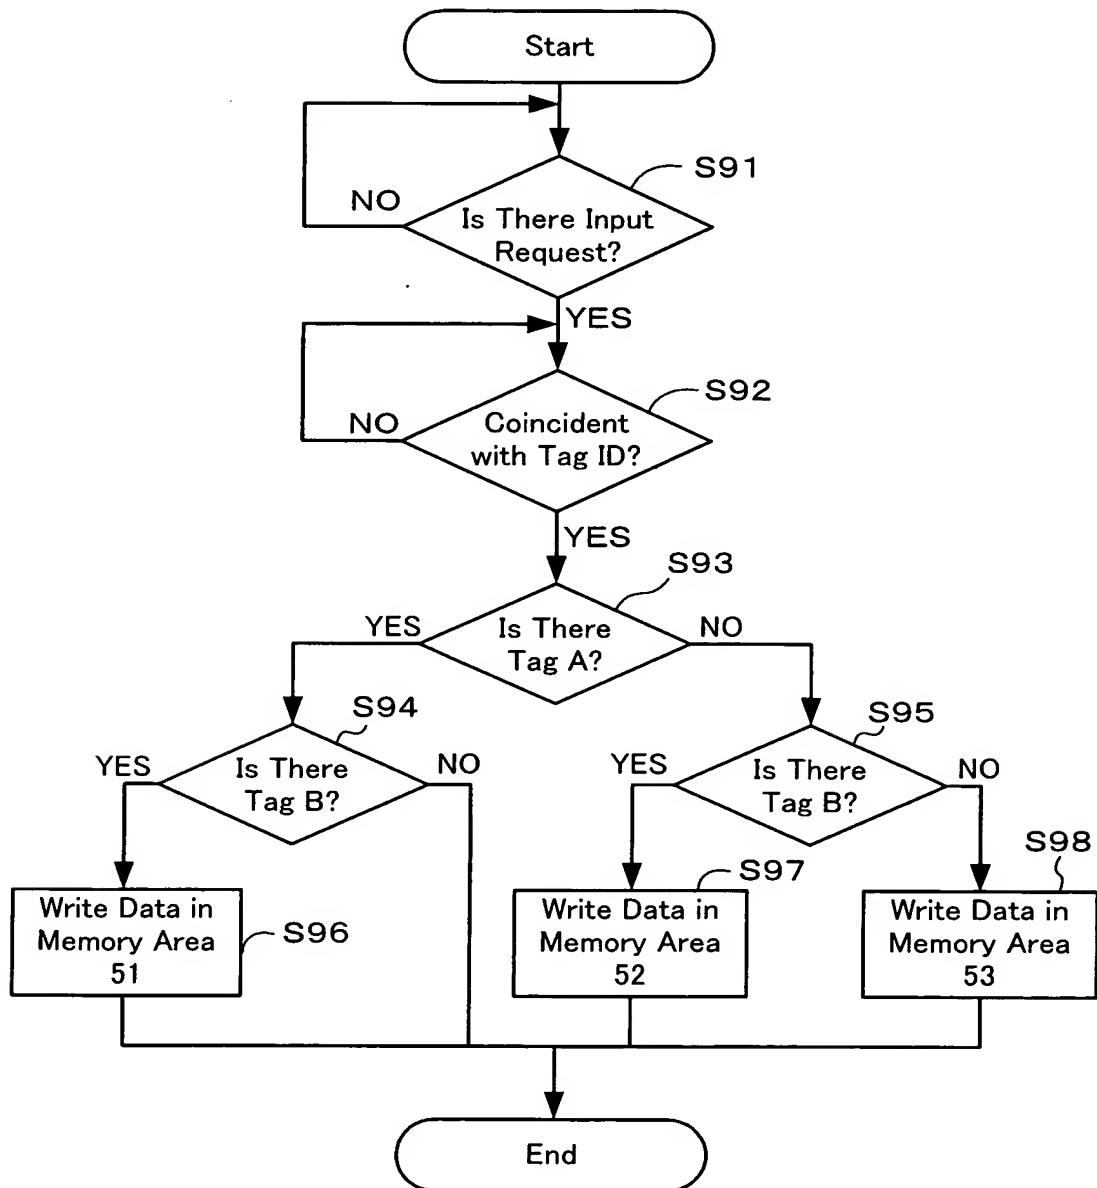 Start
S91
NO
Is There Input
Request?
YES
S92
NO
Coincident
with Tag ID?
YES
S93
YES
Is There
Tag A?
NO
S94
YES
Is There
Tag B?
NO
S95
YES
Is There
Tag B?
NO
Write Data in
Memory Area
51
S96
S97
Write Data in
Memory Area
52
S98
Write Data in
Memory Area
53
End